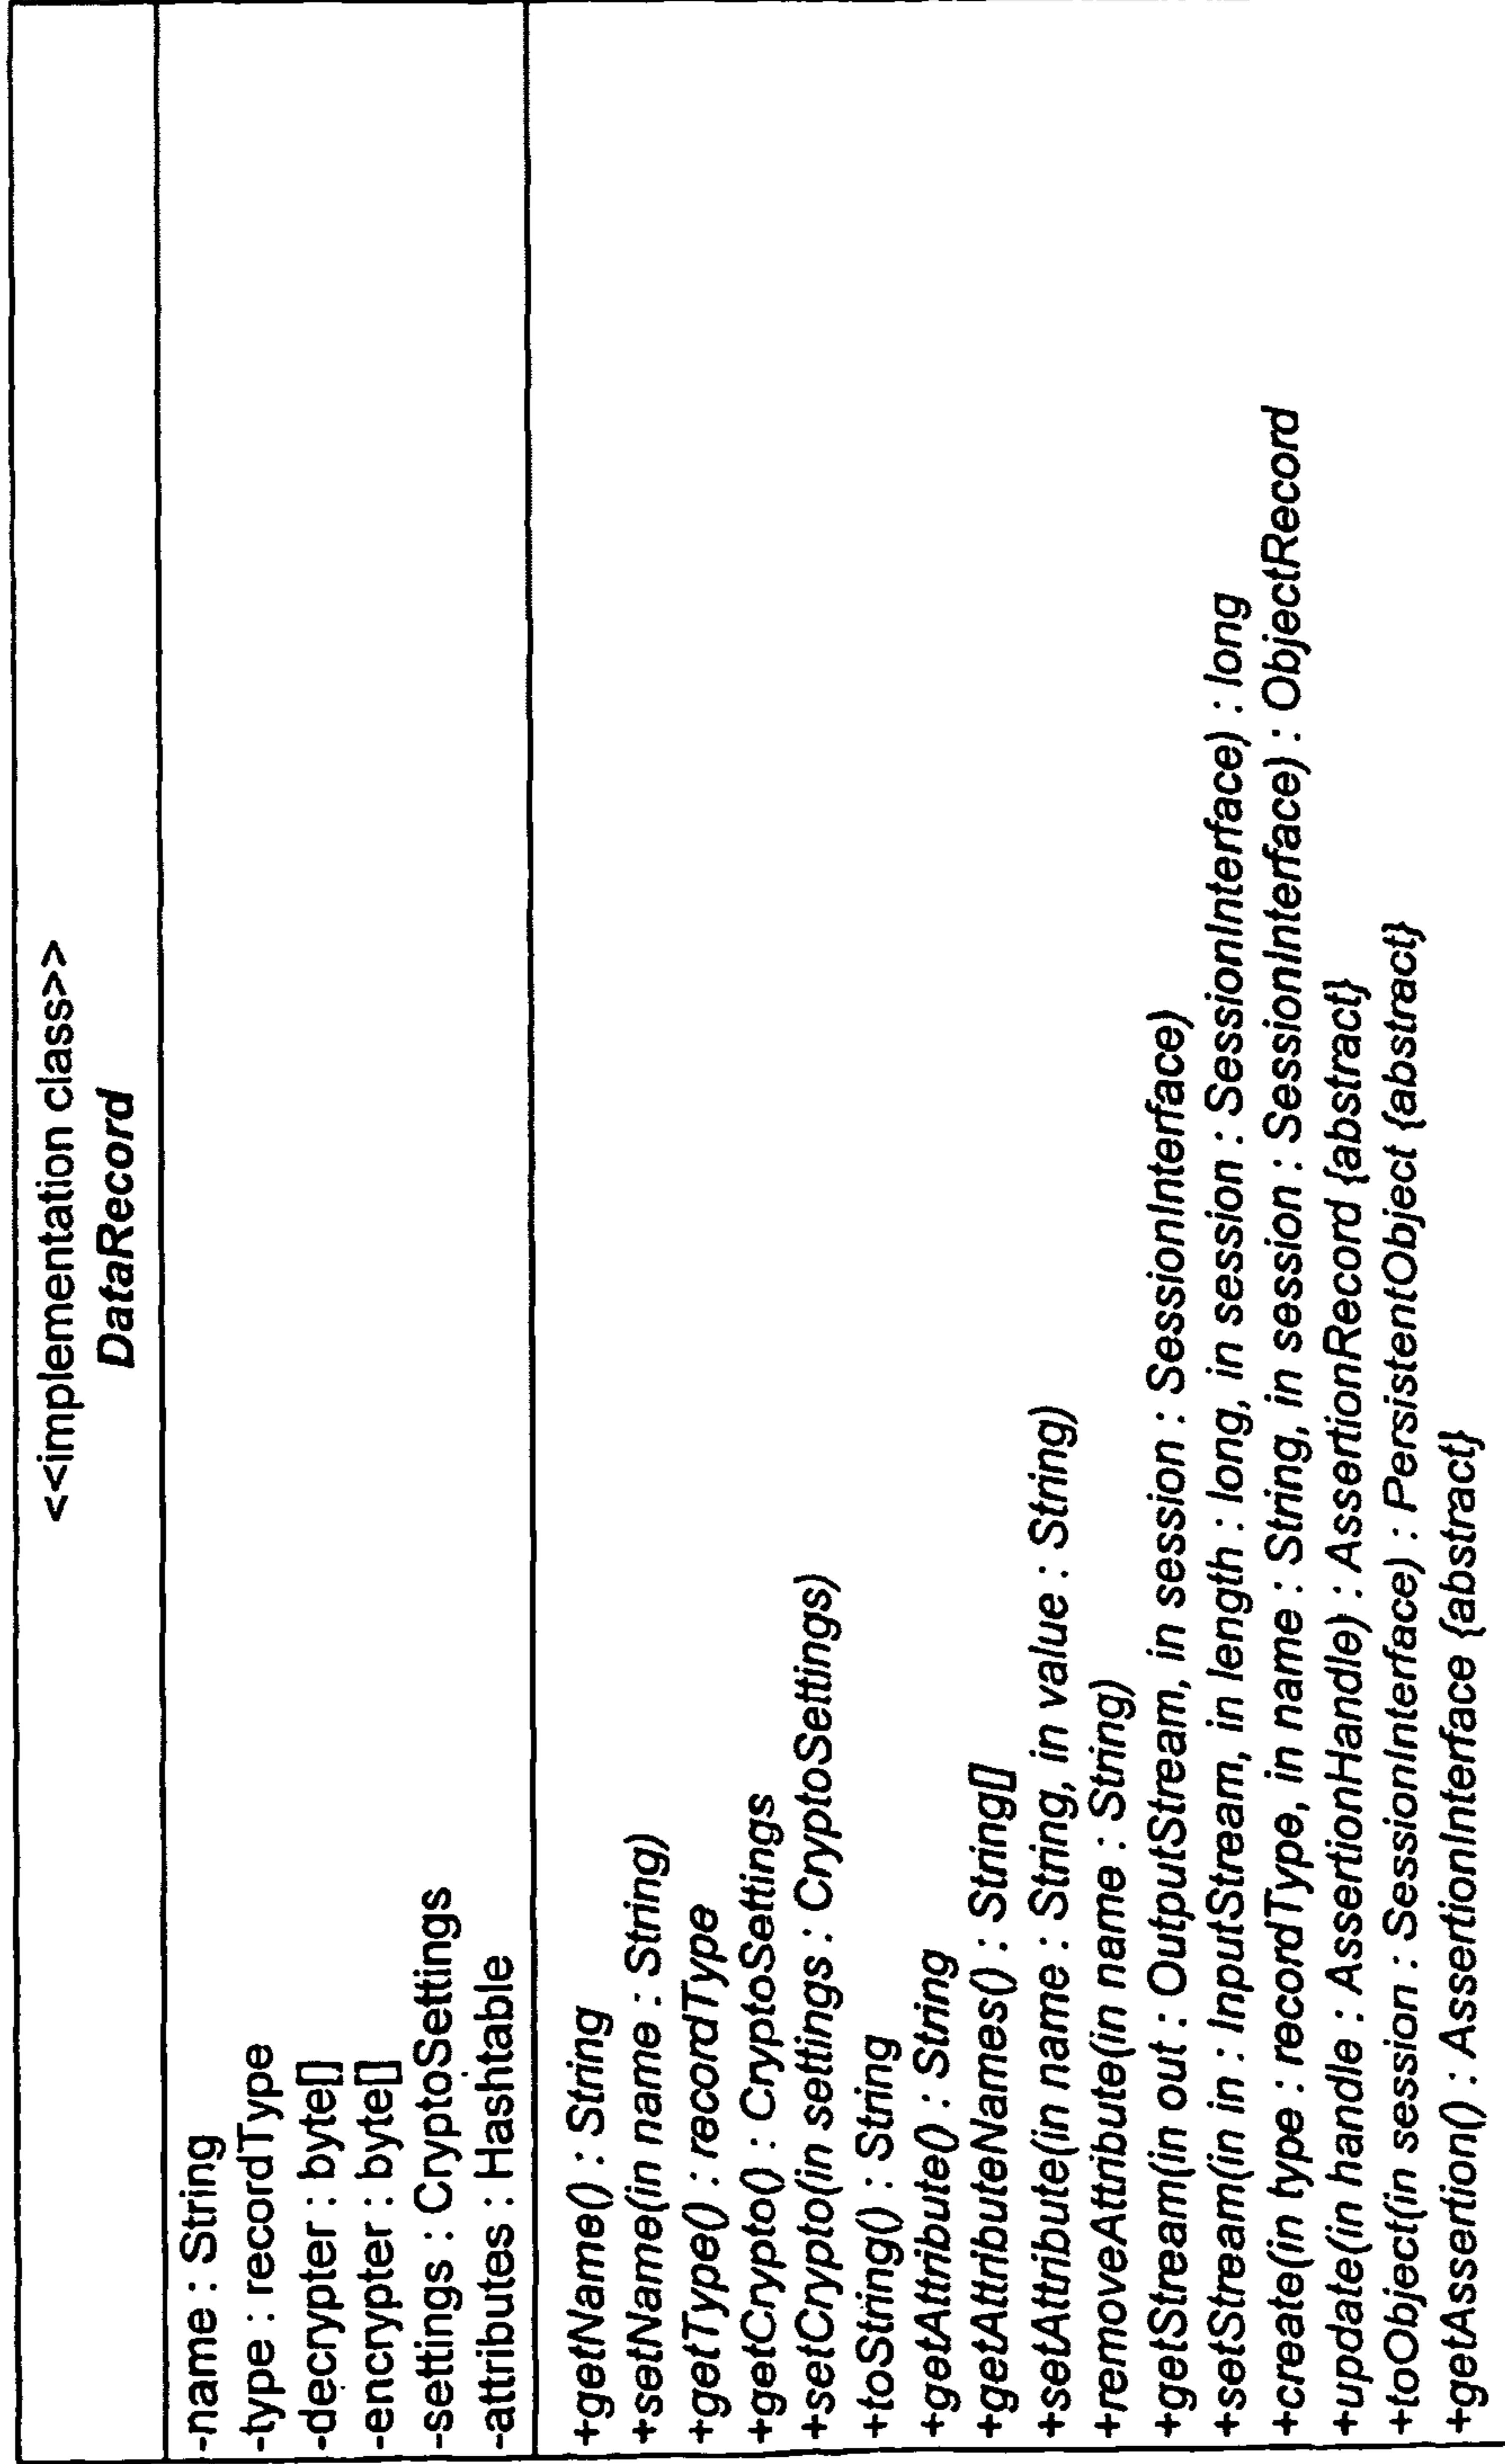 <<implementation class>>
DataRecord
-name : String
-type : recordType
-decrypter : byte[]
-encrypter : byte[]
-settings : CryptoSettings
-attributes : Hashtable
+getName() : String
+setName(in name : String)
+getType() : recordType
+getCrypto() : CryptoSettings
+setCrypto(in settings : CryptoSettings)
+toString() : String
+getAttribute() : String
+getAttributeNames() : String[]
+setAttribute(in name : String, in value : String)
+removeAttribute(in name : String)
+getStream(in out : OutputStream, in session : SessionInterface)
+setStream(in in : InputStream, in length : long, in session : SessionInterface) : long
+create(in type : recordType, in name : String, in session : SessionInterface) : ObjectRecord
+update(in handle : AssertionHandle) : AssertionRecord {abstract}
+toObject(in session : SessionInterface) : PersistentObject {abstract}
+getAssertion() : AssertionInterface {abstract}